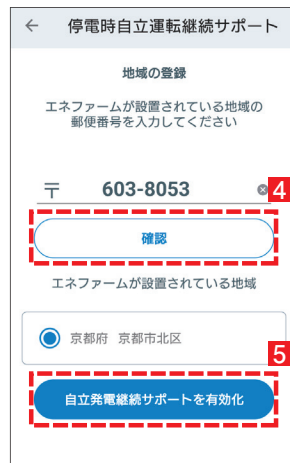 ← 停電時自立運転継続サポート
地域の登録
エネファームが設置されている地域の
郵便番号を入力してください
〒 603-8053 4
確認
エネファームが設置されている地域
京都府 京都市北区
5
自立発電継続サポートを有効化